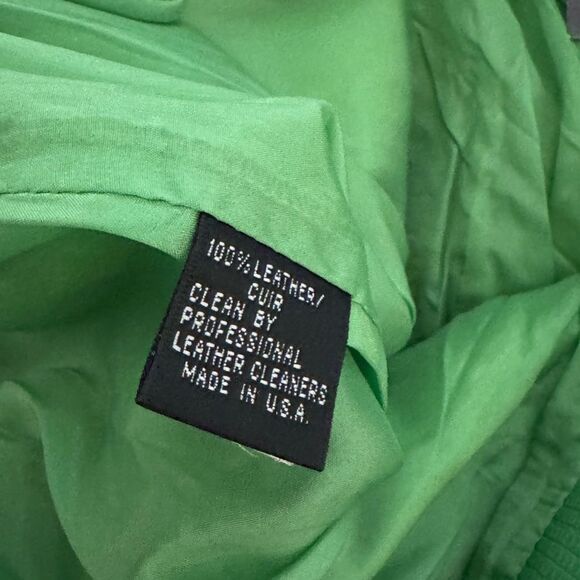 100% LEATHER/
CUIR
CLEAN BY
PROFESSIONAL
LEATHER CLEANERS
MADE IN U.S.A.